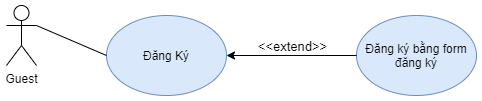 Guest
Đăng Ký
<<extend>>
Đăng ký bằng form
đăng ký